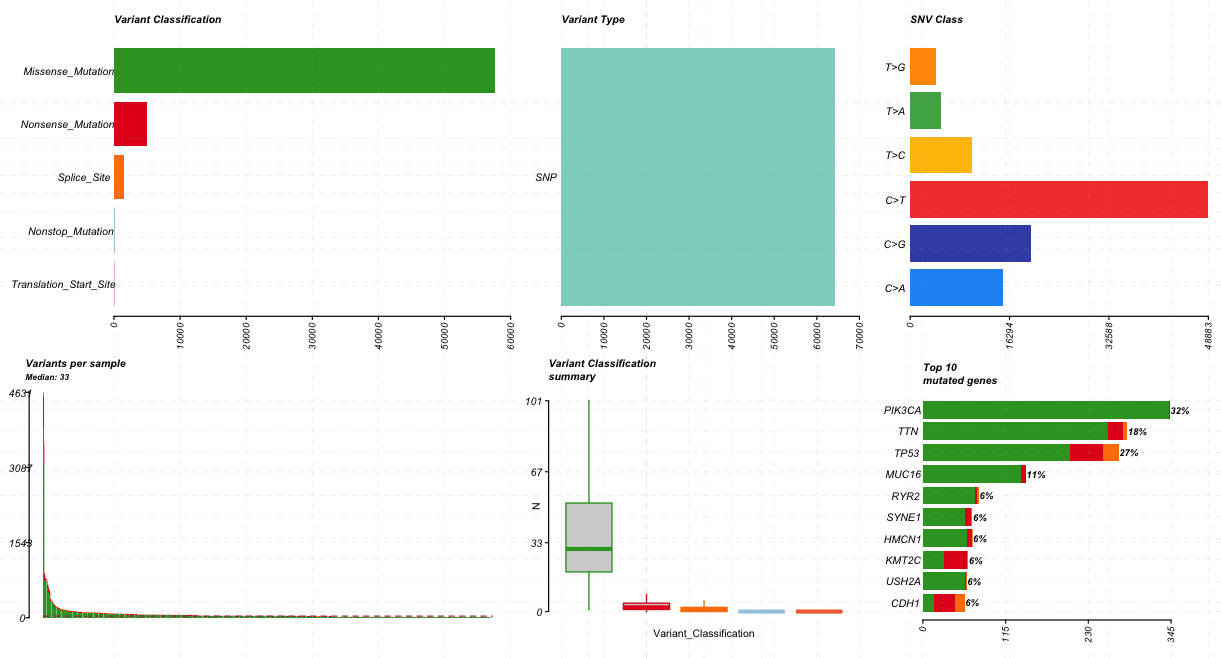 Variant Classification
Missense_Mutation
Nonsense_Mutation
Splice_Site
Nonstop_Mutation
Translation_Start_Site
0
10000
20000
30000
40000
50000
60000
Variant Type
SNP
0
10000
20000
30000
40000
50000
60000
70000
SNV Class
T>G
T>A
T>C
C>T
C>G
C>A
0
16294
32588
48883
Variants per sample
Median: 33
4631
3087
1543
0
Variant Classification
summary
101
67
33
0
N
Variant_Classification
Top 10
mutated genes
PIK3CA 32%
TTN 18%
TP53 27%
MUC16 11%
RYR2 6%
SYNE1 6%
HMCN1 6%
KMT2C 6%
USH2A 6%
CDH1 6%
0
115
230
345